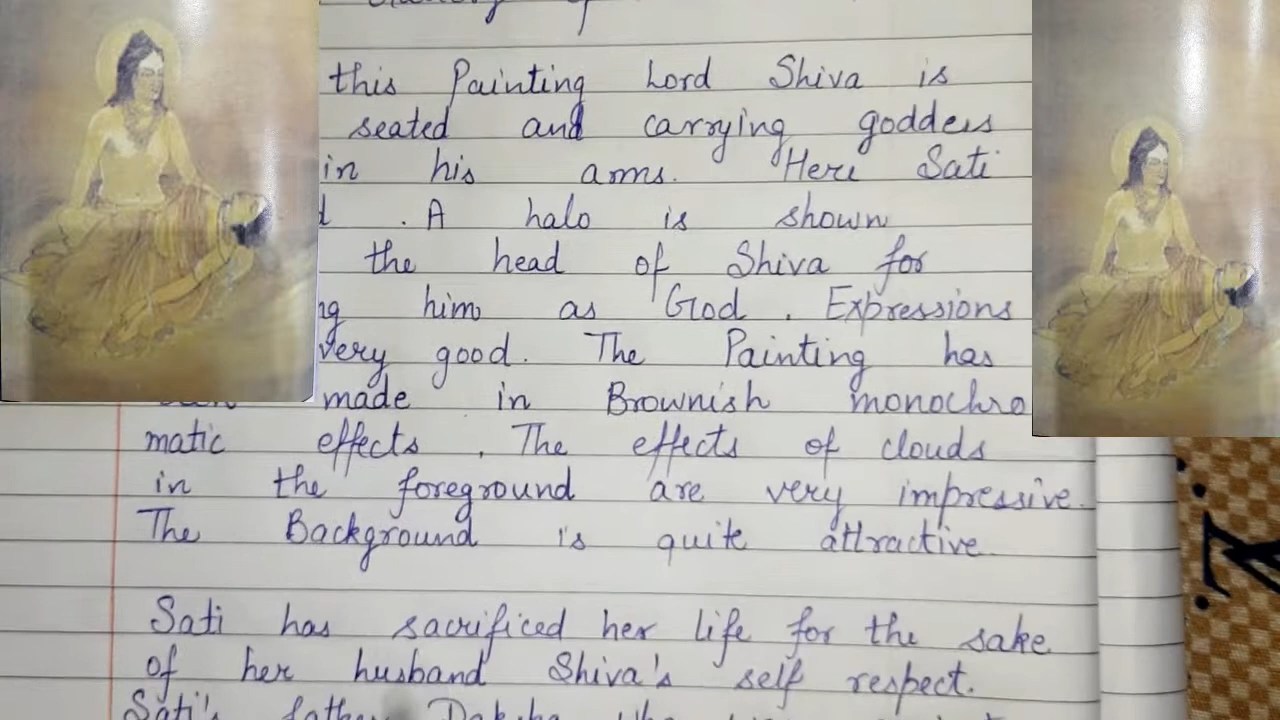 this Painting Lord Shiva is
seated and carrying goddess
in his arms. Here Sati
. A halo is shown
the head of Shiva for
him as God . Expressions
very good. The Painting has
made in Brownish monochro
matic effects . The effects of clouds
in the foreground are very impressive.
The Background is quite attractive
Sati has sacrificed her life for the sake
of her husband Shiva's self respect.
Sati's father Daksha